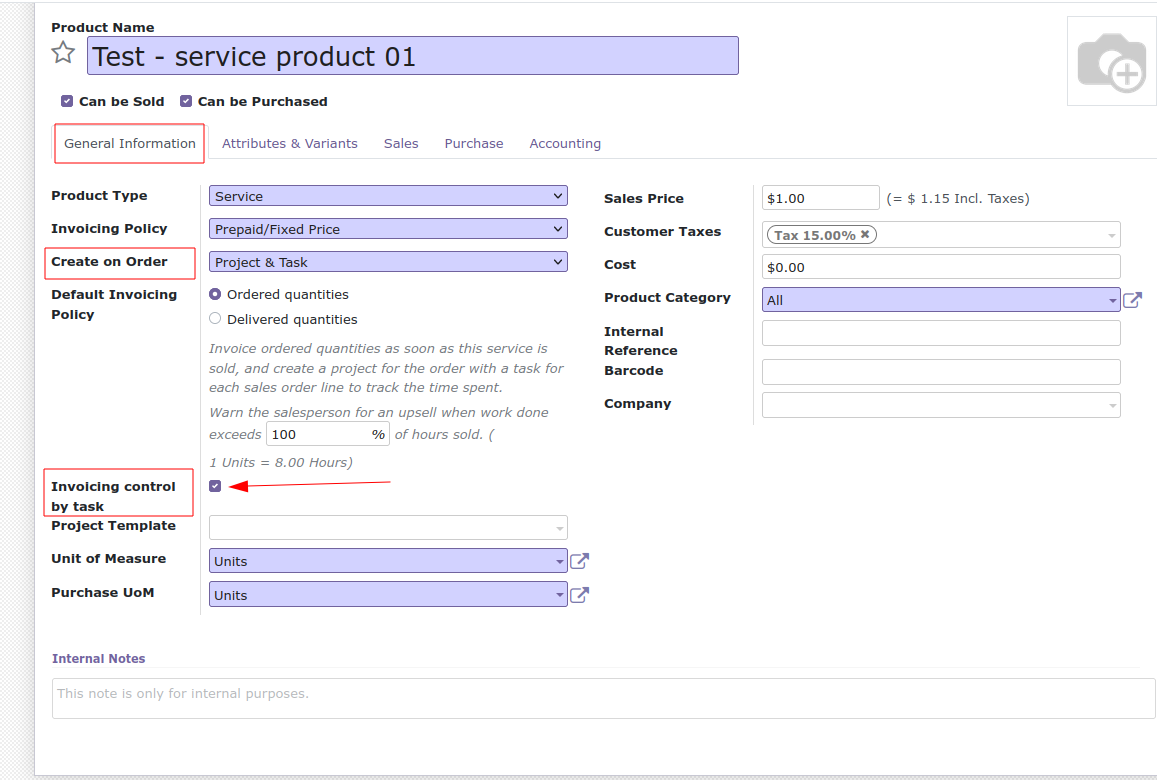 Product Name
Test - service product 01
Can be Sold Can be Purchased
General Information Attributes & Variants Sales Purchase Accounting
Product Type Service
Invoicing Policy Prepaid/Fixed Price
Create on Order Project & Task
Default Invoicing
Policy
Ordered quantities
Delivered quantities
Invoice ordered quantities as soon as this service is
sold, and create a project for the order with a task for
each sales order line to track the time spent.
Warn the salesperson for an upsell when work done
exceeds 100 % of hours sold. (
1 Units = 8.00 Hours)
Invoicing control
by task
Project Template
Unit of Measure Units
Purchase UoM Units
Sales Price $1.00 (= $ 1.15 Incl. Taxes)
Customer Taxes Tax 15.00% ✖
Cost $0.00
Product Category All
Internal
Reference
Barcode
Company
Internal Notes
This note is only for internal purposes.